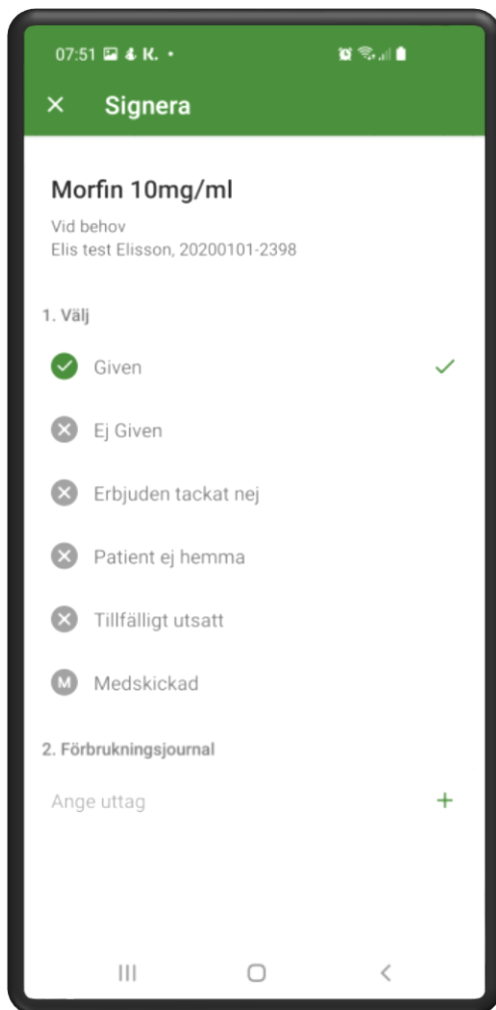 07:51 K.
Signera
Morfin 10mg/ml
Vid behov
Elis test Elisson, 20200101-2398
1. Välj
Given
Ej Given
Erbjuden tackat nej
Patient ej hemma
Tillfälligt utsatt
M Medskickad
2. Förbrukningsjournal
Ange uttag